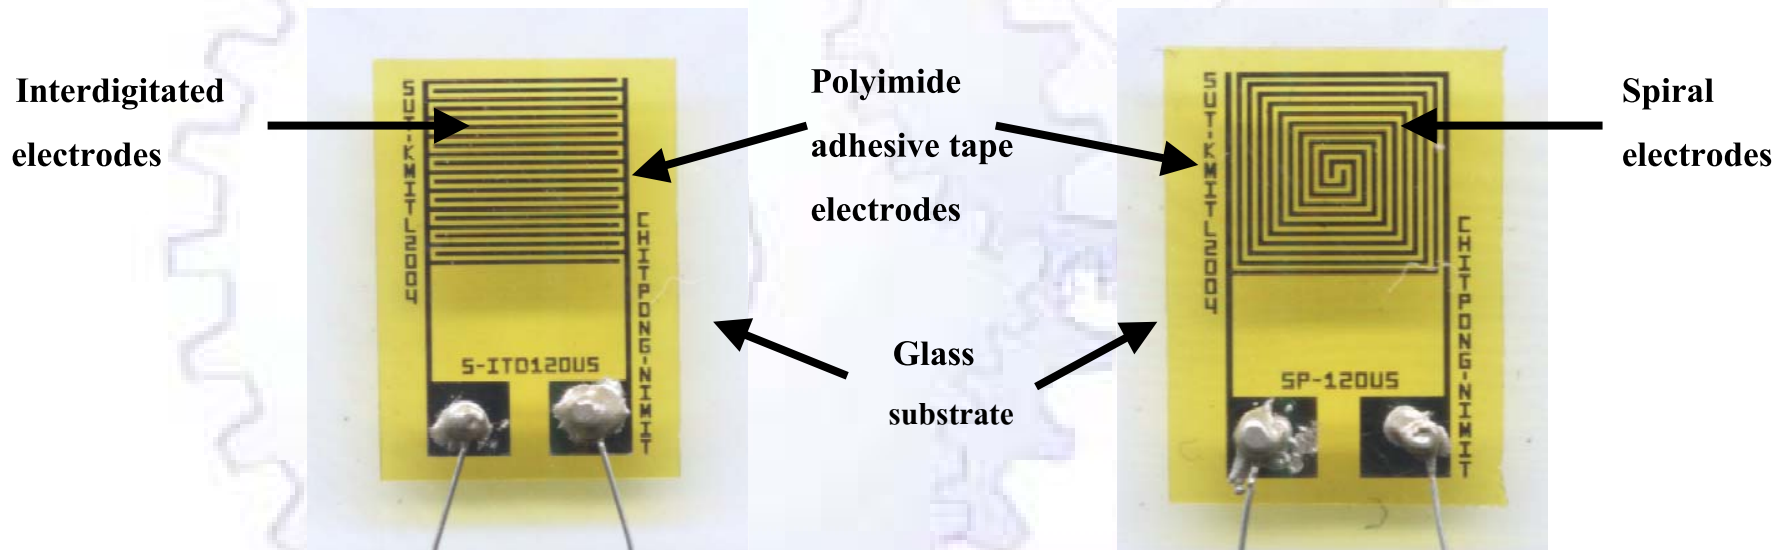 Interdigitated
electrodes
SUT-KMITL2004
CHITPONG-NIMIT
S-ITD120US
Polyimide
adhesive tape
electrodes
Glass
substrate
SUT-KMITL2004
CHITPONG-NIMIT
SP-120US
Spiral
electrodes